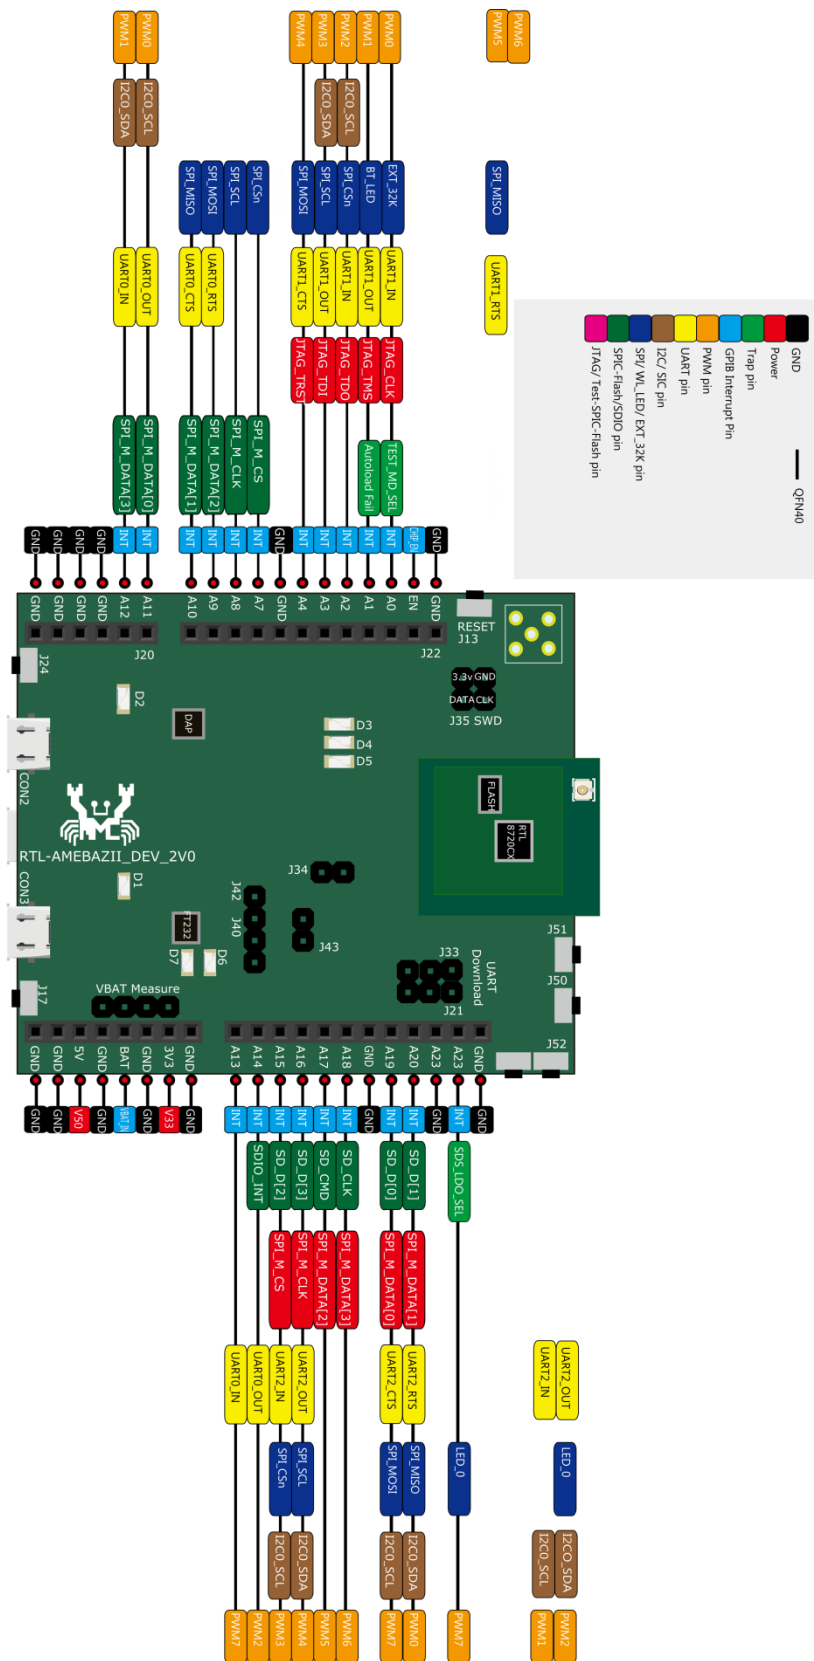 PWM1 PWM0 PWM4 PWM3 PWM2 PWM1 PWM0 PWM5 PWM6
I2C0_SDA I2C0_SCL I2C0_SDA I2C0_SCL
SPI_MISO SPI_MOSI SPI_SCL SPI_CSn SPI_MOSI SPI_SCL SPI_CSn BT_LED EXT_32K SPI_MISO
UART0_IN UART0_OUT UART0_CTS UART0_RTS UART1_CTS UART1_OUT UART1_IN UART1_OUT UART1_IN UART1_RTS
JTAG_TRST JTAG_TDI JTAG_TDO JTAG_TMS JTAG_CLK
SPI_M_DATA[3] SPI_M_DATA[0] SPI_M_DATA[1] SPI_M_DATA[2] SPI_M_CLK SPI_M_CS Autoload Fail TEST_MD_SEL
GND GND GND GND INT INT INT INT INT INT GND INT INT INT INT INT CHIP_EN GND
GND
Power
Trap pin
GPIB Interrupt Pin
UART pin
PWM pin
I2C/ SIC pin
SPI/ WL_LED/ EXT_32K pin
SPIC-Flash/SDIO pin
JTAG/ Test-SPIC-Flash pin
QFN40
GND GND GND GND A12 A11 A10 A9 A8 A7 GND A4 A3 A2 A1 A0 EN GND
RESET
J13
J24 J20 J22
3.3v GND
DATA CLK
J35 SWD
D2
DAP
D3
D4
D5
CON2
FLASH
RTL
8720CX
RTL-AMEBAZII_DEV_2V0
J34
D1
CON3
J42
J40
FT232
J43
D7 D6
J51
J33
UART
Download
J50
J17
VBAT Measure
J21
J52
GND GND 5V GND BAT GND 3V3 GND A13 A14 A15 A16 A17 A18 GND A19 A20 A23 A23 GND
GND GND V50 GND VBAT_IN GND V33 GND INT INT INT INT INT INT GND INT INT GND INT GND
SDIO_INT SD_D[2] SD_D[3] SD_CMD SD_CLK SD_D[0] SD_D[1] SDS_LDO_SEL
SPI_M_CS SPI_M_CLK SPI_M_DATA[2] SPI_M_DATA[3] SPI_M_DATA[0] SPI_M_DATA[1]
UART0_IN UART0_OUT UART2_IN UART2_OUT UART2_CTS UART2_RTS UART2_IN UART2_OUT
SPI_CSn SPI_SCL SPI_MOSI SPI_MISO LED_0 LED_0
I2C0_SCL I2C0_SDA I2C0_SCL I2C0_SDA I2C0_SCL I2CO_SDA
PWM7 PWM2 PWM3 PWM4 PWM5 PWM6 PWM7 PWM0 PWM7 PWM1 PWM2